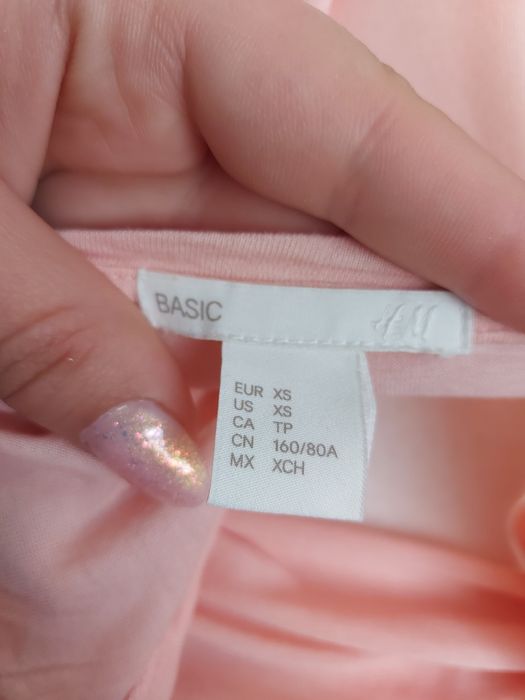 BASIC H&M
EUR XS
US XS
CA TP
CN 160/80A
MX XCH